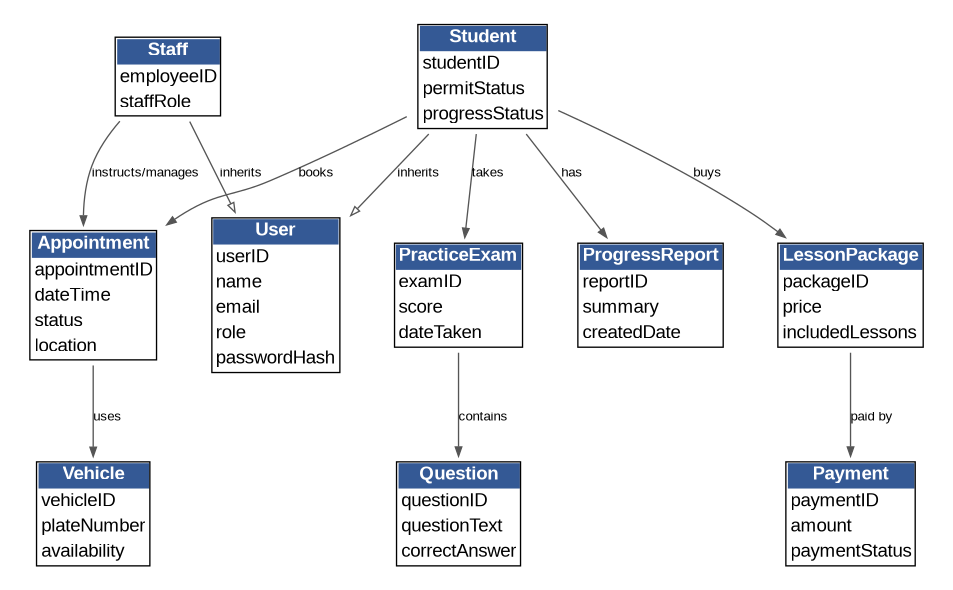 Staff
employeeID
staffRole
Student
studentID
permitStatus
progressStatus
instructs/manages
inherits
books
inherits
takes
has
buys
Appointment
appointmentID
dateTime
status
location
User
userID
name
email
role
passwordHash
PracticeExam
examID
score
dateTaken
ProgressReport
reportID
summary
createdDate
LessonPackage
packageID
price
includedLessons
uses
contains
paid by
Vehicle
vehicleID
plateNumber
availability
Question
questionID
questionText
correctAnswer
Payment
paymentID
amount
paymentStatus